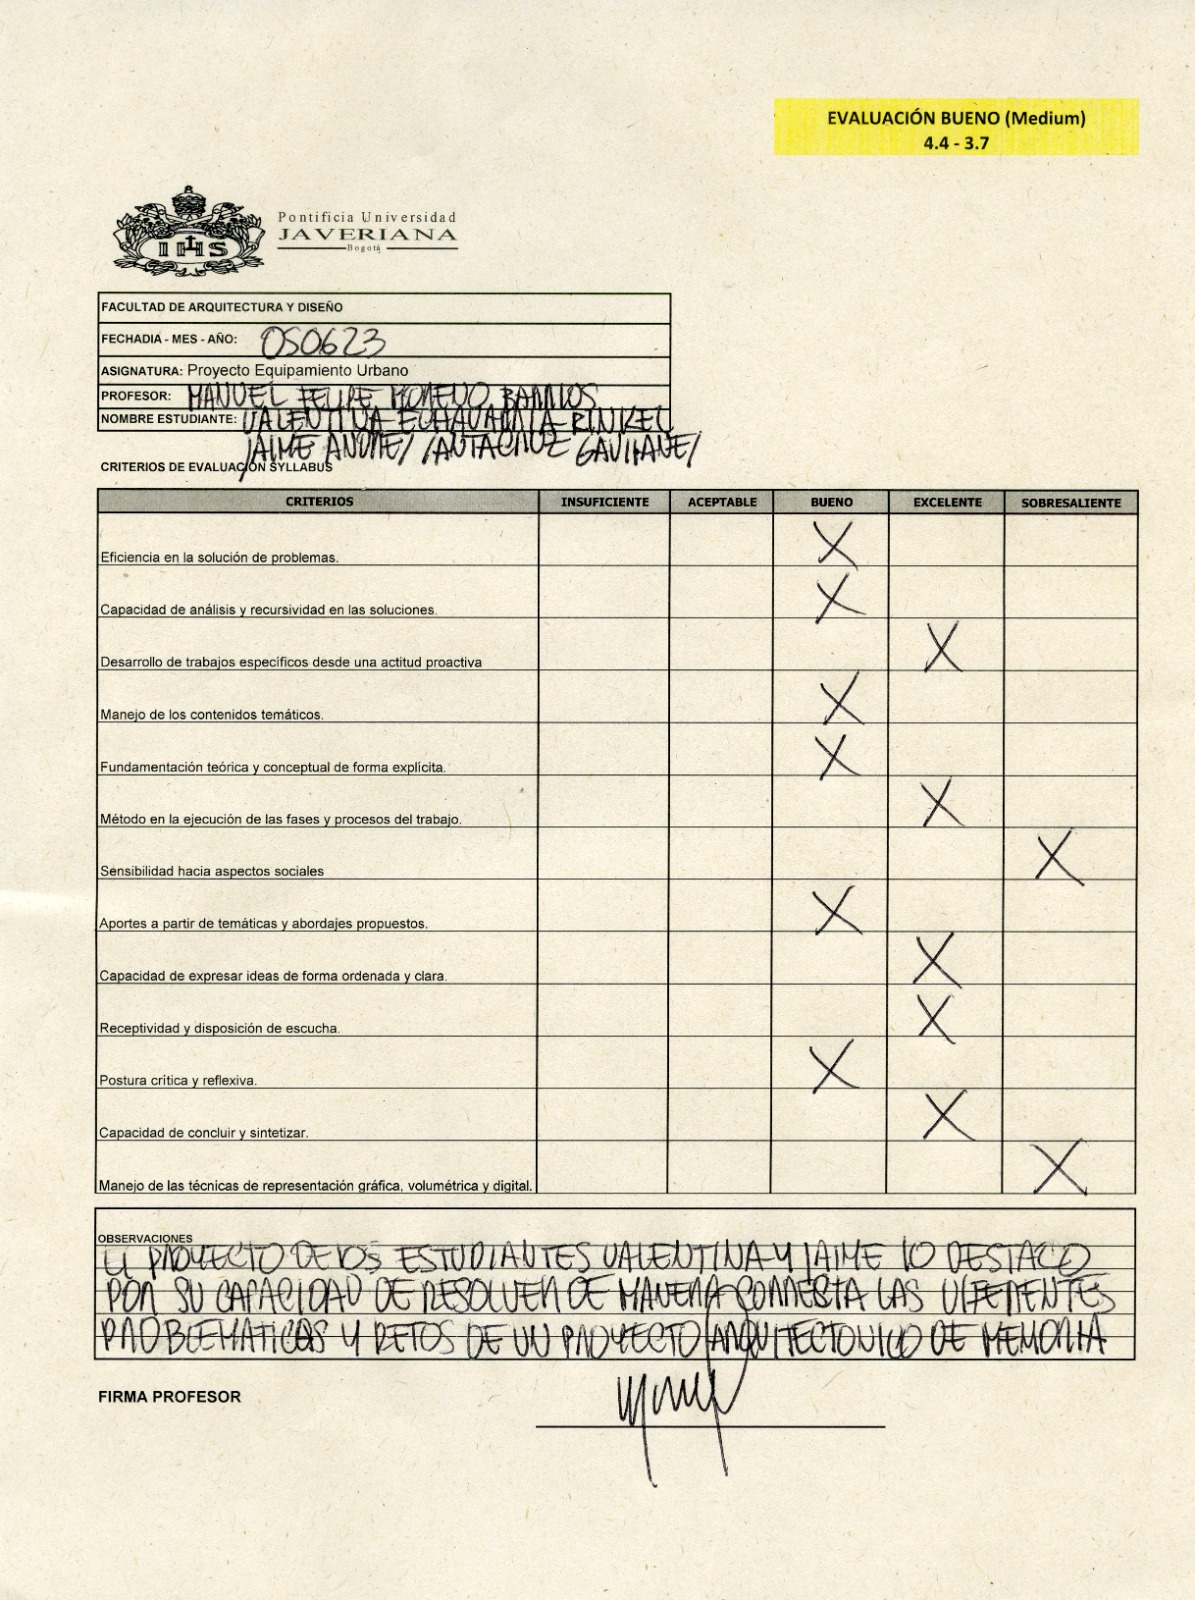 EVALUACIÓN BUENO (Medium)
4.4 - 3.7
IHS
Pontificia Universidad
JAVERIANA
Bogotá
FACULTAD DE ARQUITECTURA Y DISEÑO
FECHADIA - MES - AÑO: 050623
ASIGNATURA: Proyecto Equipamiento Urbano
PROFESOR: MANUEL FELIPE MORENO BARRIOS
NOMBRE ESTUDIANTE: VALENTINA ECHAVARRIA RINKEL
JAIME ANDRES SANTACRUZ GAVILANES
CRITERIOS DE EVALUACIÓN SYLLABUS
CRITERIOS INSUFICIENTE ACEPTABLE BUENO EXCELENTE SOBRESALIENTE
Eficiencia en la solución de problemas. X
Capacidad de análisis y recursividad en las soluciones. X
Desarrollo de trabajos específicos desde una actitud proactiva X
Manejo de los contenidos temáticos. X
Fundamentación teórica y conceptual de forma explícita. X
Método en la ejecución de las fases y procesos del trabajo. X
Sensibilidad hacia aspectos sociales X
Aportes a partir de temáticas y abordajes propuestos. X
Capacidad de expresar ideas de forma ordenada y clara. X
Receptividad y disposición de escucha. X
Postura crítica y reflexiva. X
Capacidad de concluir y sintetizar. X
Manejo de las técnicas de representación gráfica, volumétrica y digital. X
OBSERVACIONES
EL PROYECTO DE LOS ESTUDIANTES VALENTINA Y JAIME LO DESTACO
POR SU CAPACIDAD DE RESOLVER DE MANERA CORRECTA LAS DIFERENTES
PROBLEMATICAS Y RETOS DE UN PROYECTO ARQUITECTONICO DE MEMORIA
FIRMA PROFESOR